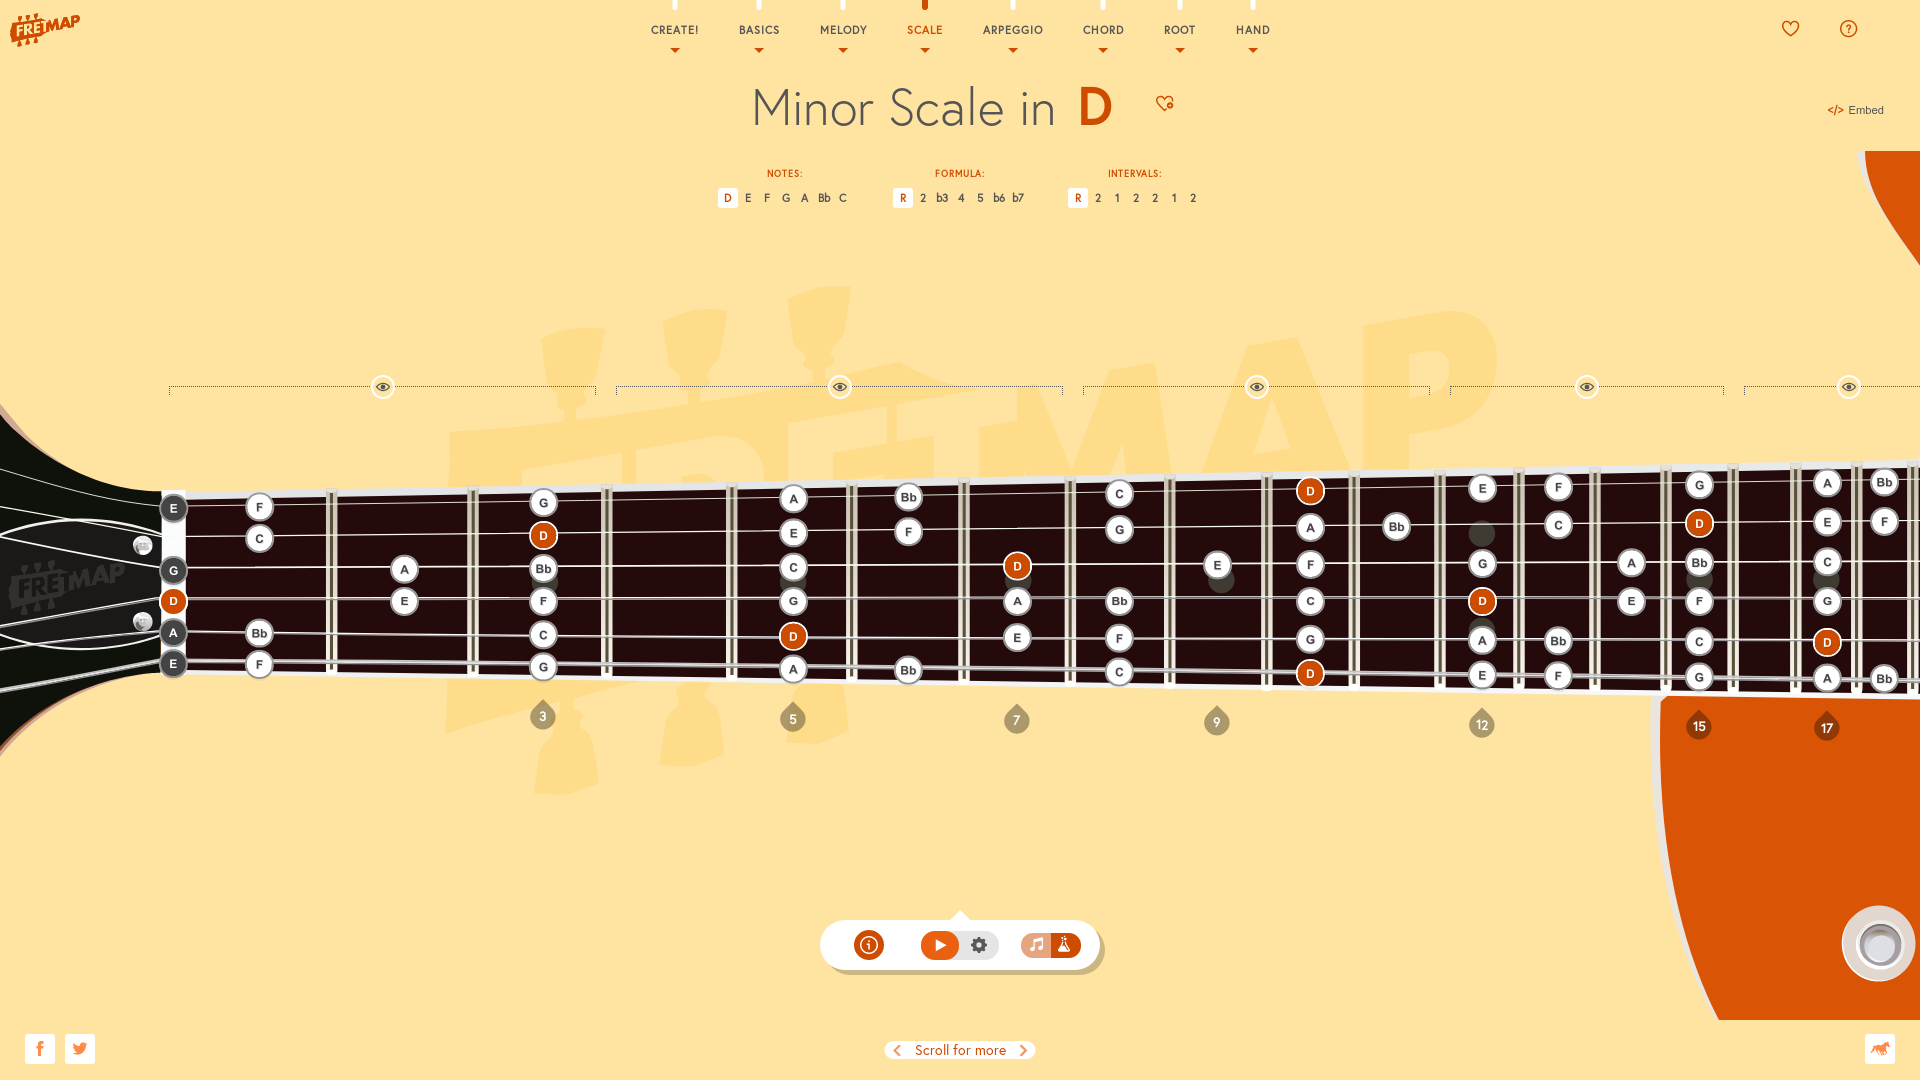 FRETMAP
CREATE! BASICS MELODY SCALE ARPEGGIO CHORD ROOT HAND
Minor Scale in D
</> Embed
NOTES: FORMULA: INTERVALS:
D E F G A Bb C R 2 b3 4 5 b6 b7 R 2 1 2 2 1 2
FRETMAP
E F G A Bb C D E F G A Bb
C D E F G A Bb C D E F
G A Bb C D E F G A Bb C
FRETMAP
D E F G A Bb C D E F G
A Bb C D E F G A Bb C D
E F G A Bb C D E F G A Bb
3 5 7 9 12 15 17
Scroll for more